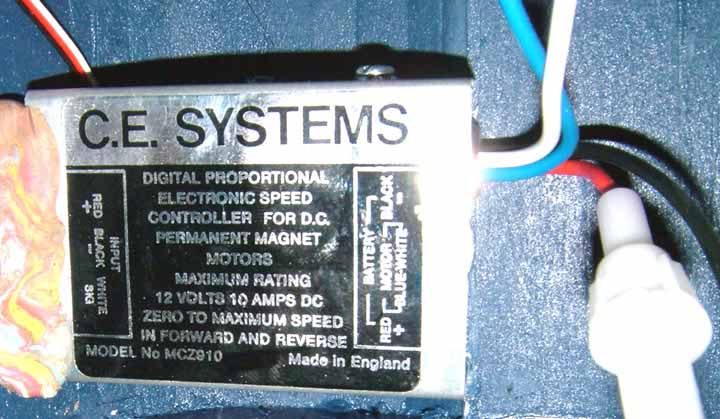 C.E. SYSTEMS
DIGITAL PROPORTIONAL
ELECTRONIC SPEED
CONTROLLER FOR D.C.
PERMANENT MAGNET
MOTORS
MAXIMUM RATING
12 VOLTS 10 AMPS DC
ZERO TO MAXIMUM SPEED
IN FORWARD AND REVERSE
MODEL No MCZ910 Made in England
INPUT
+ –
RED BLACK WHITE
SIG
BATTERY
MOTOR
+ –
RED BLUE WHITE BLACK